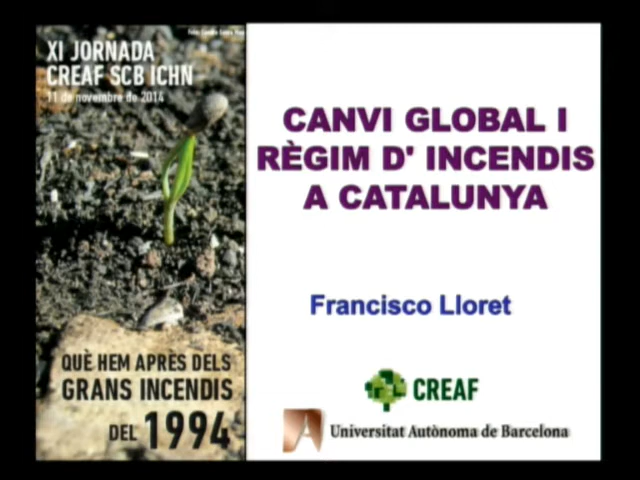 XI JORNADA
CREAF SCB ICHN
11 de novembre de 2014
QUÈ HEM APRÈS DELS
GRANS INCENDIS
DEL 1994
CANVI GLOBAL I
RÈGIM D' INCENDIS
A CATALUNYA
Francisco Lloret
CREAF
Universitat Autònoma de Barcelona